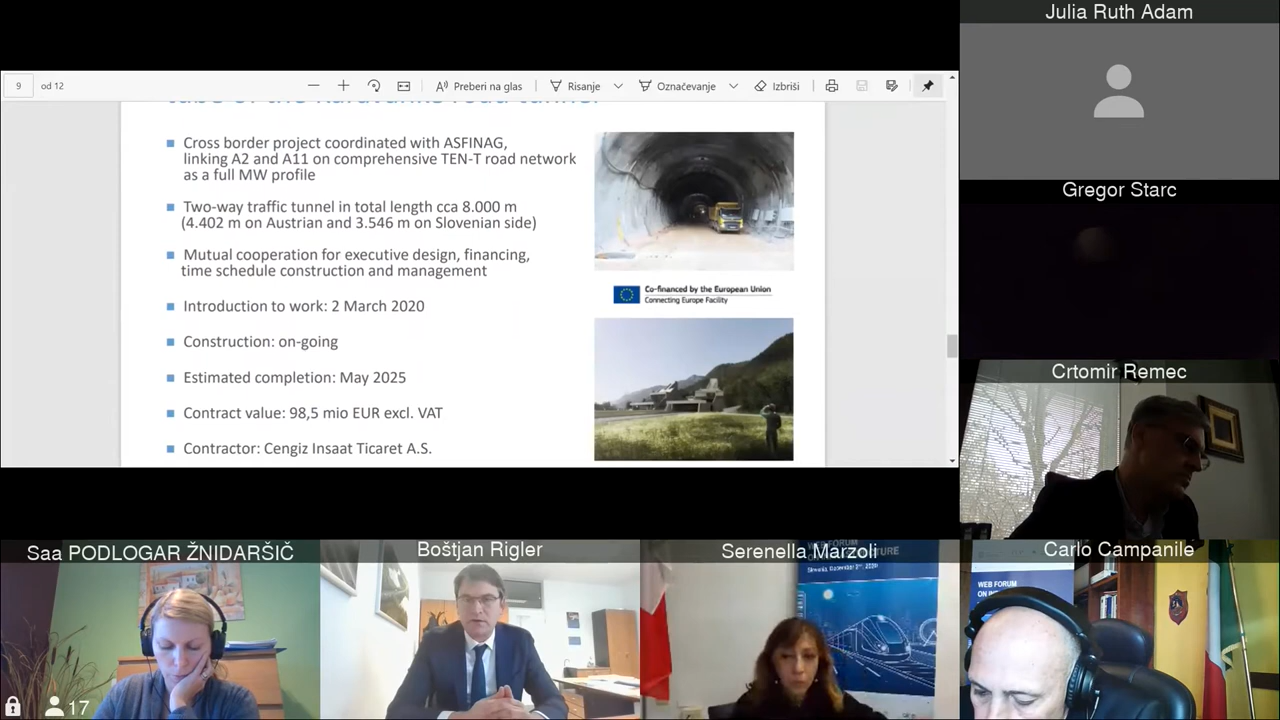 Julia Ruth Adam
9 od 12
Preberi na glas
Risanje
Označevanje
Izbriši
Cross border project coordinated with ASFINAG,
linking A2 and A11 on comprehensive TEN-T road network
as a full MW profile
Two-way traffic tunnel in total length cca 8.000 m
(4.402 m on Austrian and 3.546 m on Slovenian side)
Mutual cooperation for executive design, financing,
time schedule construction and management
Introduction to work: 2 March 2020
Construction: on-going
Estimated completion: May 2025
Contract value: 98,5 mio EUR excl. VAT
Contractor: Cengiz Insaat Ticaret A.S.
Co-financed by the European Union
Connecting Europe Facility
Gregor Starc
Crtomir Remec
Saa PODLOGAR ŽNIDARŠIČ
17
Boštjan Rigler
Serenella Marzoli
WEB FORUM
Carlo Campanile
WEB FORUM